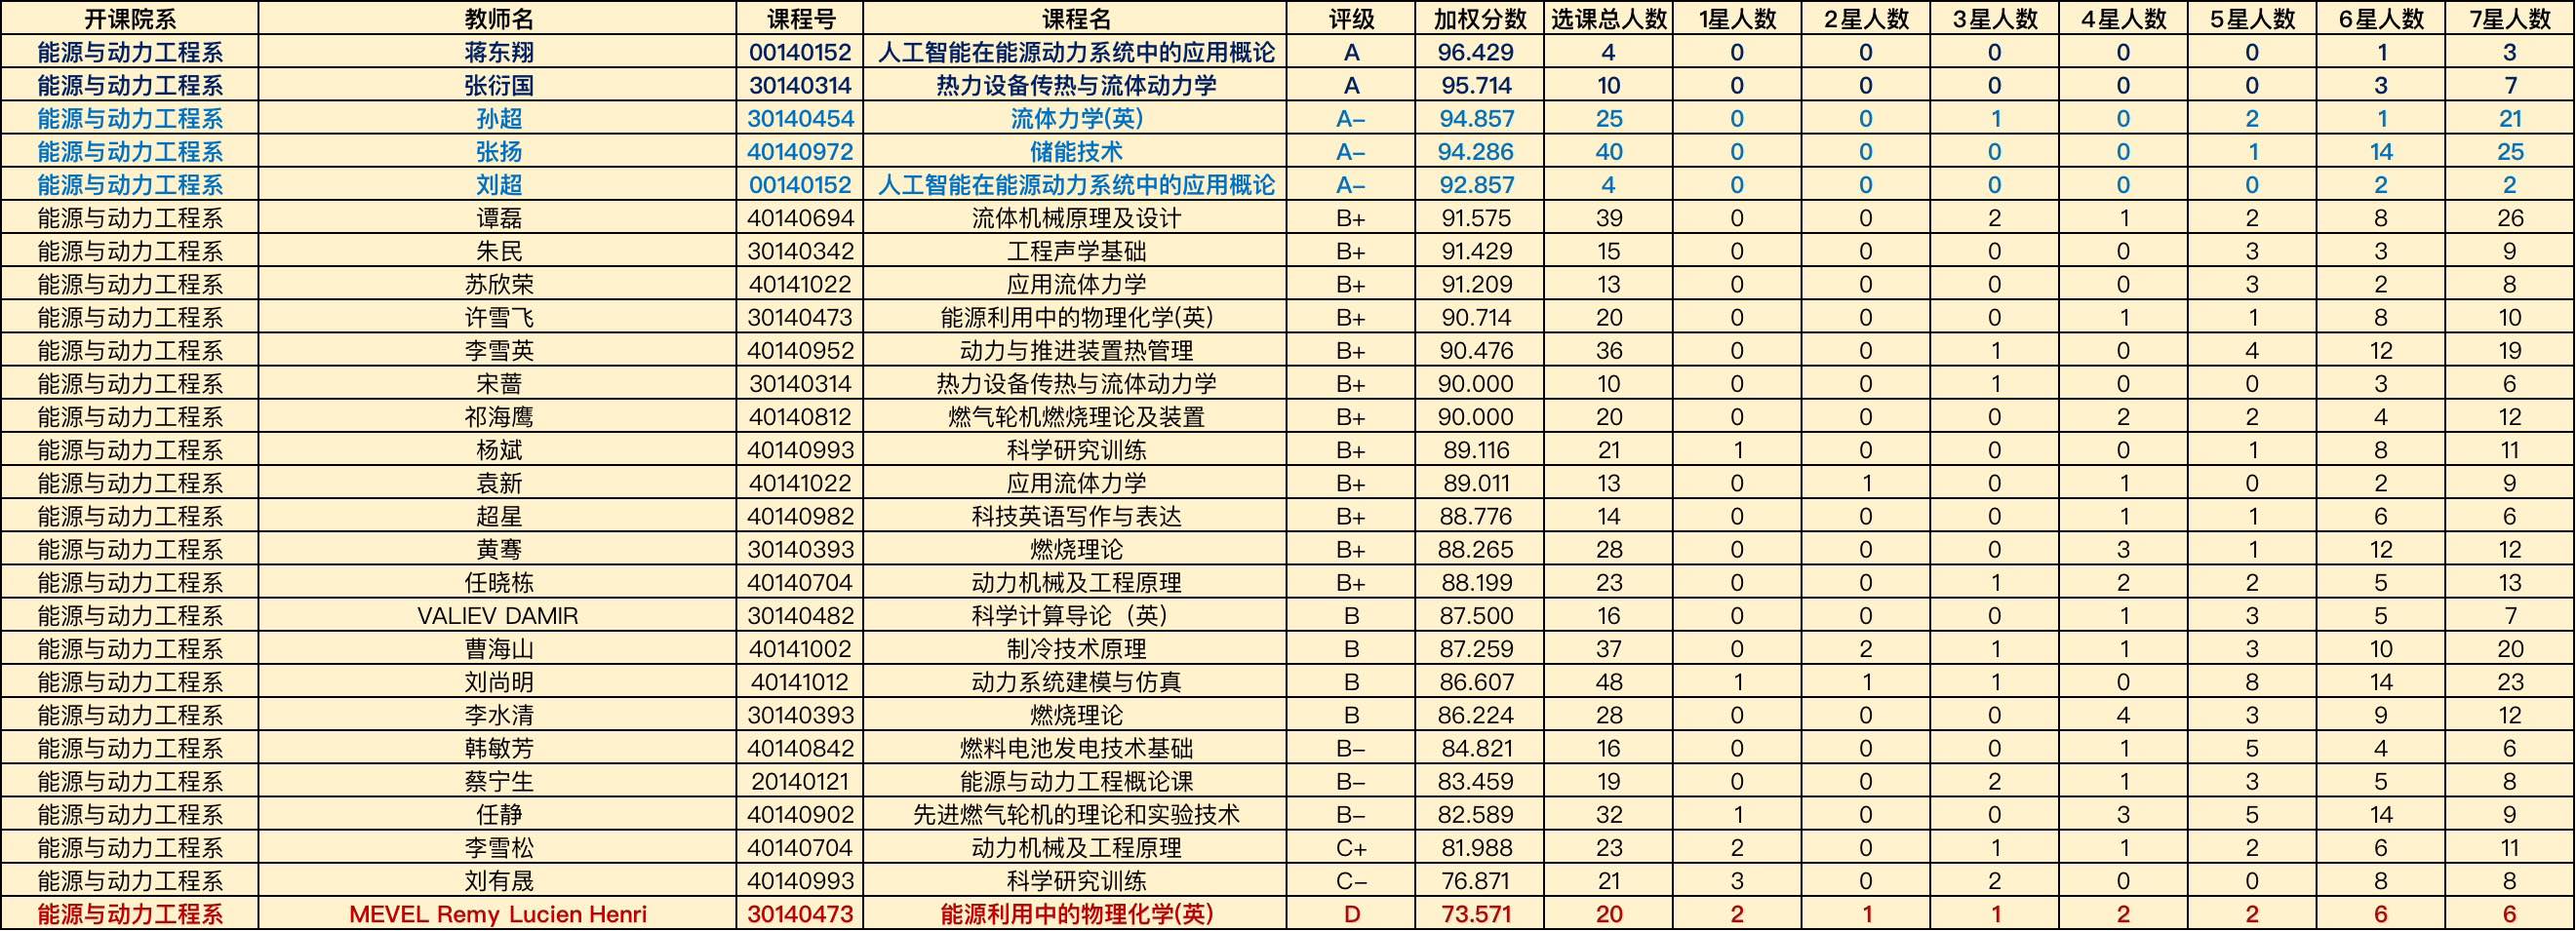 开课院系 教师名 课程号 课程名 评级 加权分数 选课总人数 1星人数 2星人数 3星人数 4星人数 5星人数 6星人数 7星人数
能源与动力工程系 蒋东翔 00140152 人工智能在能源动力系统中的应用概论 A 96.429 4 0 0 0 0 0 1 3
能源与动力工程系 张衍国 30140314 热力设备传热与流体动力学 A 95.714 10 0 0 0 0 0 3 7
能源与动力工程系 孙超 30140454 流体力学(英) A- 94.857 25 0 0 1 0 2 1 21
能源与动力工程系 张扬 40140972 储能技术 A- 94.286 40 0 0 0 0 1 14 25
能源与动力工程系 刘超 00140152 人工智能在能源动力系统中的应用概论 A- 92.857 4 0 0 0 0 0 2 2
能源与动力工程系 谭磊 40140694 流体机械原理及设计 B+ 91.575 39 0 0 2 1 2 8 26
能源与动力工程系 朱民 30140342 工程声学基础 B+ 91.429 15 0 0 0 0 3 3 9
能源与动力工程系 苏欣荣 40141022 应用流体力学 B+ 91.209 13 0 0 0 0 3 2 8
能源与动力工程系 许雪飞 30140473 能源利用中的物理化学(英) B+ 90.714 20 0 0 0 1 1 8 10
能源与动力工程系 李雪英 40140952 动力与推进装置热管理 B+ 90.476 36 0 0 1 0 4 12 19
能源与动力工程系 宋蔷 30140314 热力设备传热与流体动力学 B+ 90.000 10 0 0 1 0 0 3 6
能源与动力工程系 祁海鹰 40140812 燃气轮机燃烧理论及装置 B+ 90.000 20 0 0 0 2 2 4 12
能源与动力工程系 杨斌 40140993 科学研究训练 B+ 89.116 21 1 0 0 0 1 8 11
能源与动力工程系 袁新 40141022 应用流体力学 B+ 89.011 13 0 1 0 1 0 2 9
能源与动力工程系 超星 40140982 科技英语写作与表达 B+ 88.776 14 0 0 0 1 1 6 6
能源与动力工程系 黄骞 30140393 燃烧理论 B+ 88.265 28 0 0 0 3 1 12 12
能源与动力工程系 任晓栋 40140704 动力机械及工程原理 B+ 88.199 23 0 0 1 2 2 5 13
能源与动力工程系 VALIEV DAMIR 30140482 科学计算导论（英） B 87.500 16 0 0 0 1 3 5 7
能源与动力工程系 曹海山 40141002 制冷技术原理 B 87.259 37 0 2 1 1 3 10 20
能源与动力工程系 刘尚明 40141012 动力系统建模与仿真 B 86.607 48 1 1 1 0 8 14 23
能源与动力工程系 李水清 30140393 燃烧理论 B 86.224 28 0 0 0 4 3 9 12
能源与动力工程系 韩敏芳 40140842 燃料电池发电技术基础 B- 84.821 16 0 0 0 1 5 4 6
能源与动力工程系 蔡宁生 20140121 能源与动力工程概论课 B- 83.459 19 0 0 2 1 3 5 8
能源与动力工程系 任静 40140902 先进燃气轮机的理论和实验技术 B- 82.589 32 1 0 0 3 5 14 9
能源与动力工程系 李雪松 40140704 动力机械及工程原理 C+ 81.988 23 2 0 1 1 2 6 11
能源与动力工程系 刘有晟 40140993 科学研究训练 C- 76.871 21 3 0 2 0 0 8 8
能源与动力工程系 MEVEL Remy Lucien Henri 30140473 能源利用中的物理化学(英) D 73.571 20 2 1 1 2 2 6 6